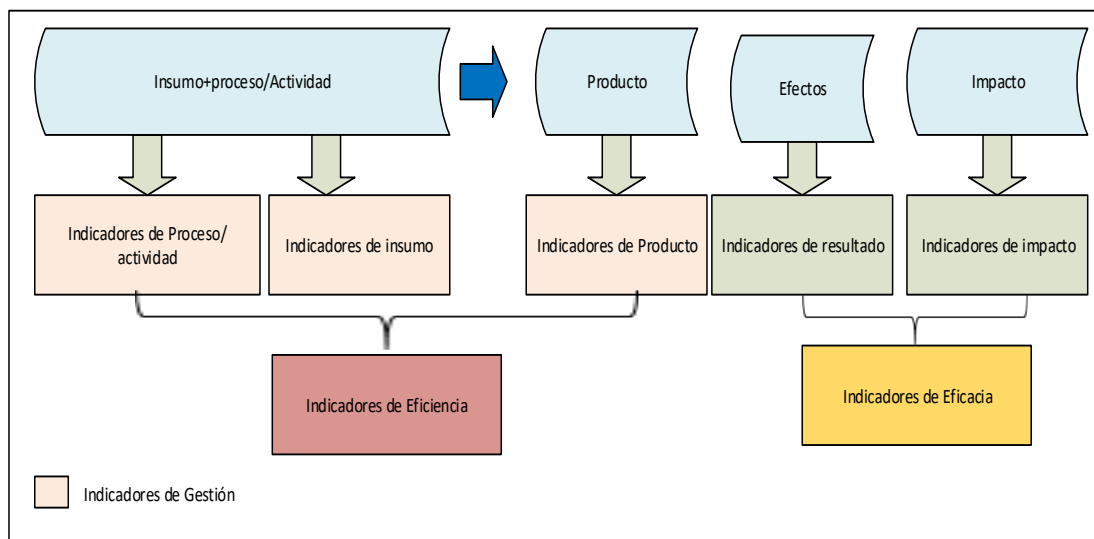 Insumo+proceso/Actividad
Producto
Efectos
Impacto
Indicadores de Proceso/
actividad
Indicadores de insumo
Indicadores de Producto
Indicadores de resultado
Indicadores de impacto
Indicadores de Eficiencia
Indicadores de Eficacia
Indicadores de Gestión